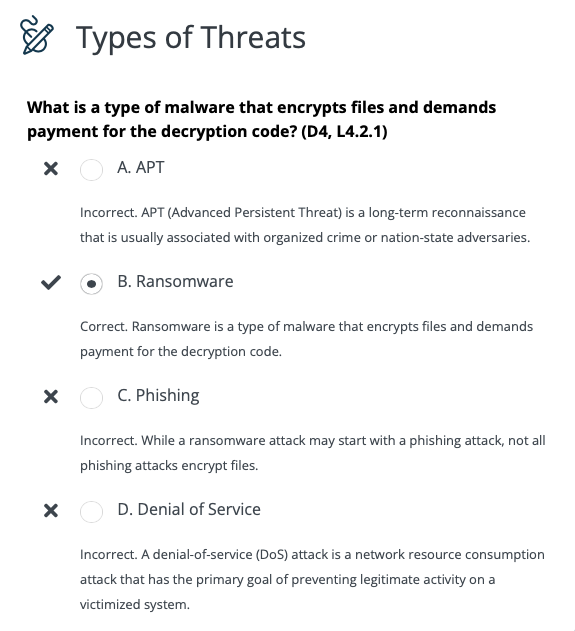 Types of Threats
What is a type of malware that encrypts files and demands
payment for the decryption code? (D4, L4.2.1)
A. APT
Incorrect. APT (Advanced Persistent Threat) is a long-term reconnaissance
that is usually associated with organized crime or nation-state adversaries.
B. Ransomware
Correct. Ransomware is a type of malware that encrypts files and demands
payment for the decryption code.
C. Phishing
Incorrect. While a ransomware attack may start with a phishing attack, not all
phishing attacks encrypt files.
D. Denial of Service
Incorrect. A denial-of-service (DoS) attack is a network resource consumption
attack that has the primary goal of preventing legitimate activity on a
victimized system.